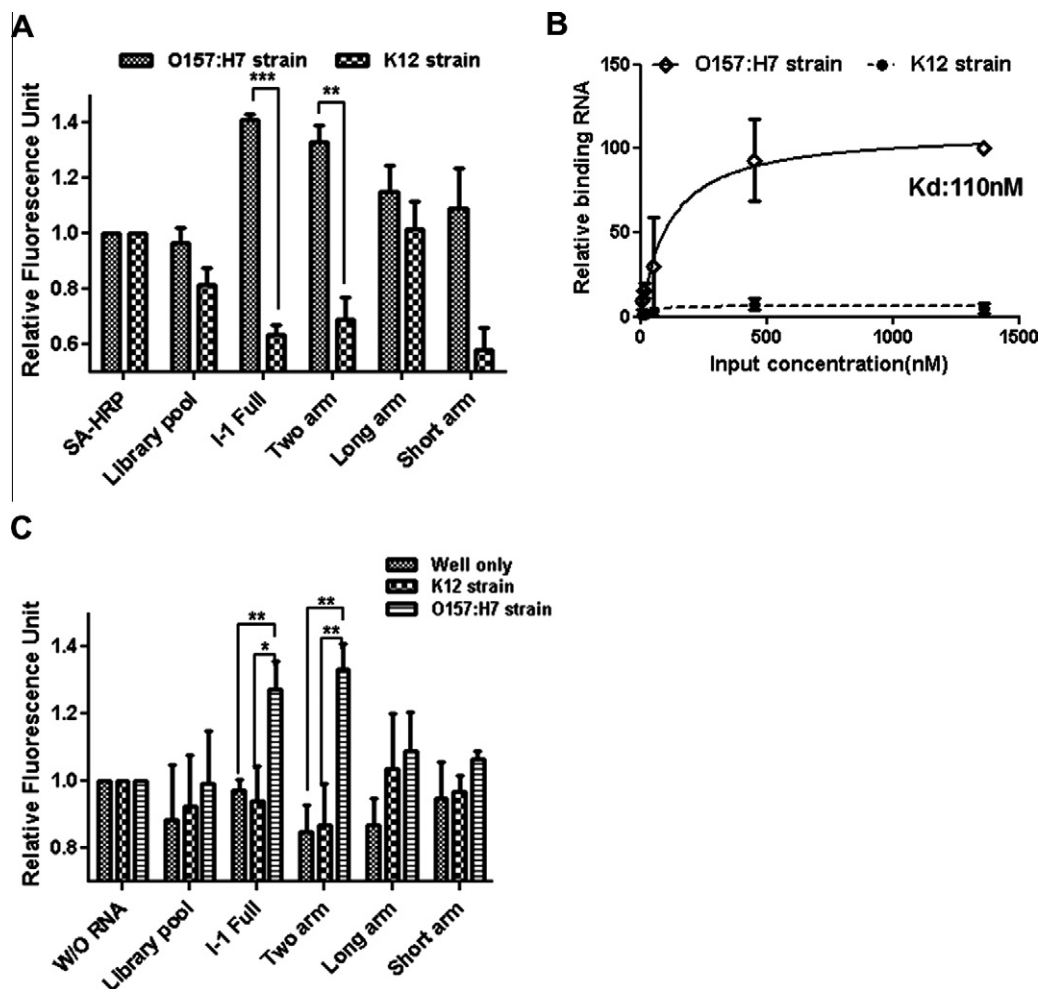 A
O157:H7 strain K12 strain
Relative Fluorescence Unit
1.4
1.2
1.0
0.8
0.6
*** **
SA-HRP Library pool I-1 Full Two arm Long arm Short arm
B
O157:H7 strain K12 strain
Relative binding RNA
150
100
50
0
Kd:110nM
0 500 1000 1500
Input concentration(nM)
C
Well only
K12 strain
O157:H7 strain
Relative Fluorescence Unit
1.4
1.2
1.0
0.8
** **
* **
W/O RNA Library pool I-1 Full Two arm Long arm Short arm